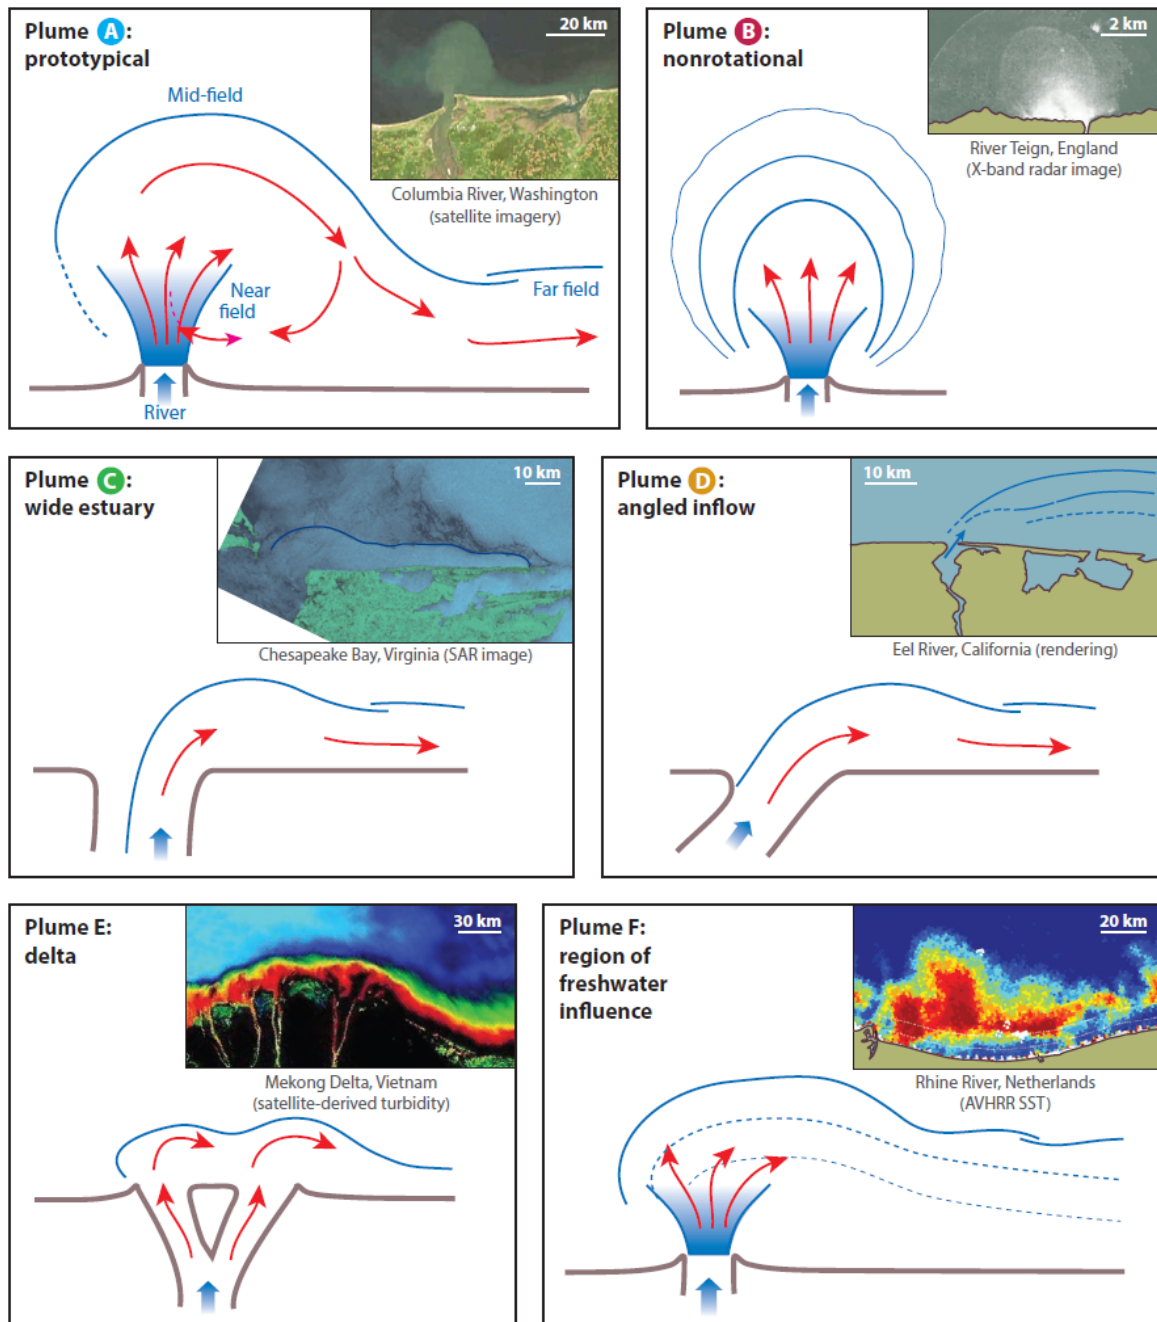 Plume A:
prototypical
20 km
Mid-field
Columbia River, Washington
(satellite imagery)
Near
field
Far field
River
Plume B:
nonrotational
2 km
River Teign, England
(X-band radar image)
Plume C:
wide estuary
10 km
Chesapeake Bay, Virginia (SAR image)
Plume D:
angled inflow
10 km
Eel River, California (rendering)
Plume E:
delta
30 km
Mekong Delta, Vietnam
(satellite-derived turbidity)
Plume F:
region of
freshwater
influence
20 km
Rhine River, Netherlands
(AVHRR SST)